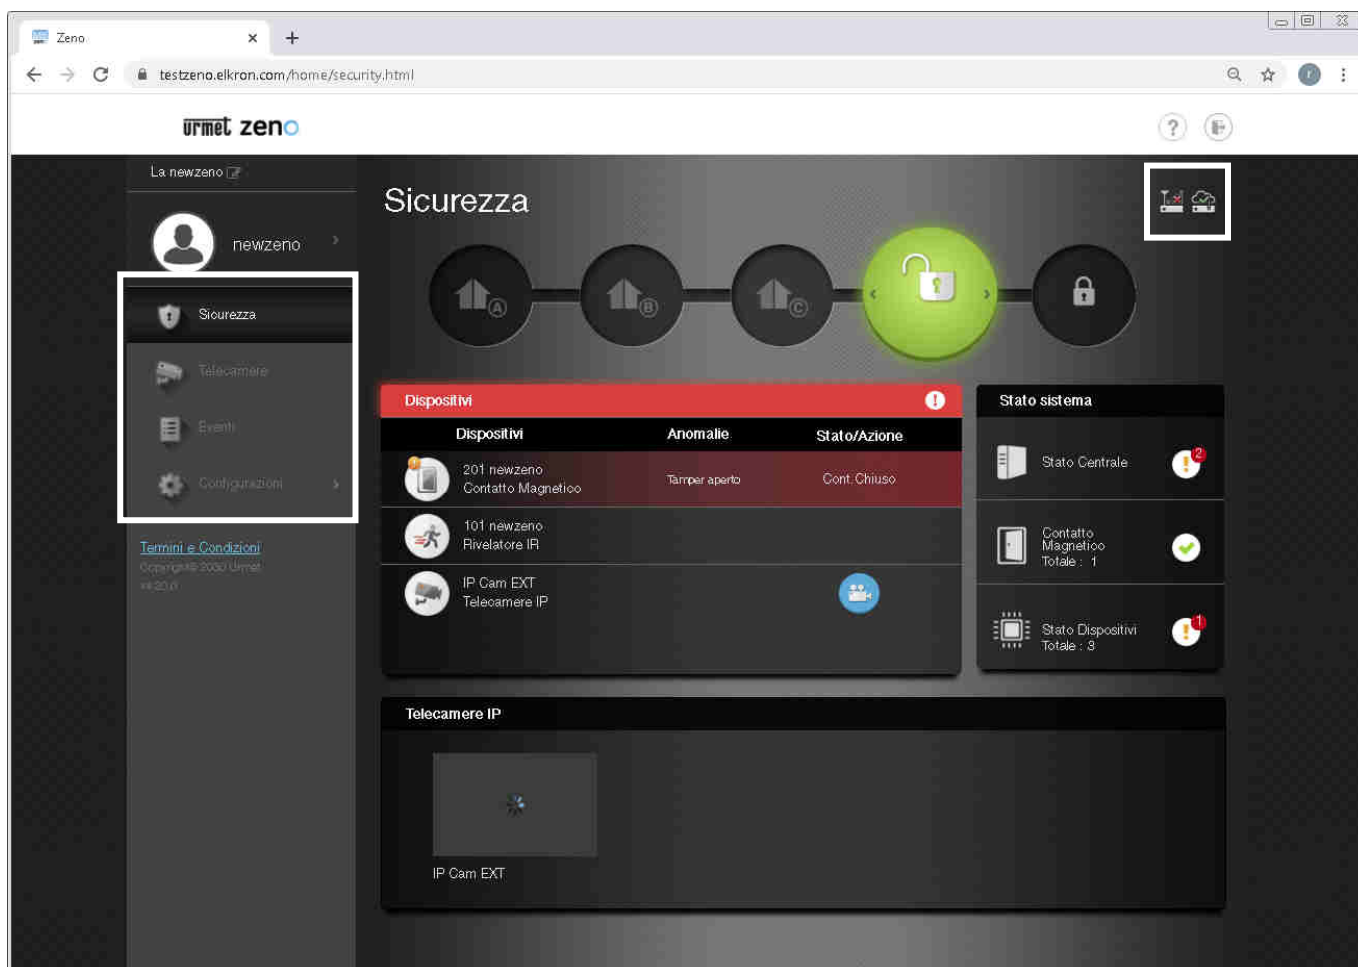 Zeno
testzeno.elkron.com/home/security.html
r
urmet zeno
?
La newzeno
Sicurezza
newzeno
A
B
C
Sicurezza
Telecamere
Eventi
Configurazioni
Termini e Condizioni
Dispositivi
!
Dispositivi Anomalie Stato/Azione
201 newzeno
Contatto Magnetico
Tamper aperto
Cont. Chiuso
101 newzeno
Rivelatore IR
IP Cam EXT
Telecamere IP
Stato sistema
Stato Centrale
! 2
Contatto
Magnetico
Totale : 1
Stato Dispositivi
Totale : 3
! 1
Telecamere IP
IP Cam EXT